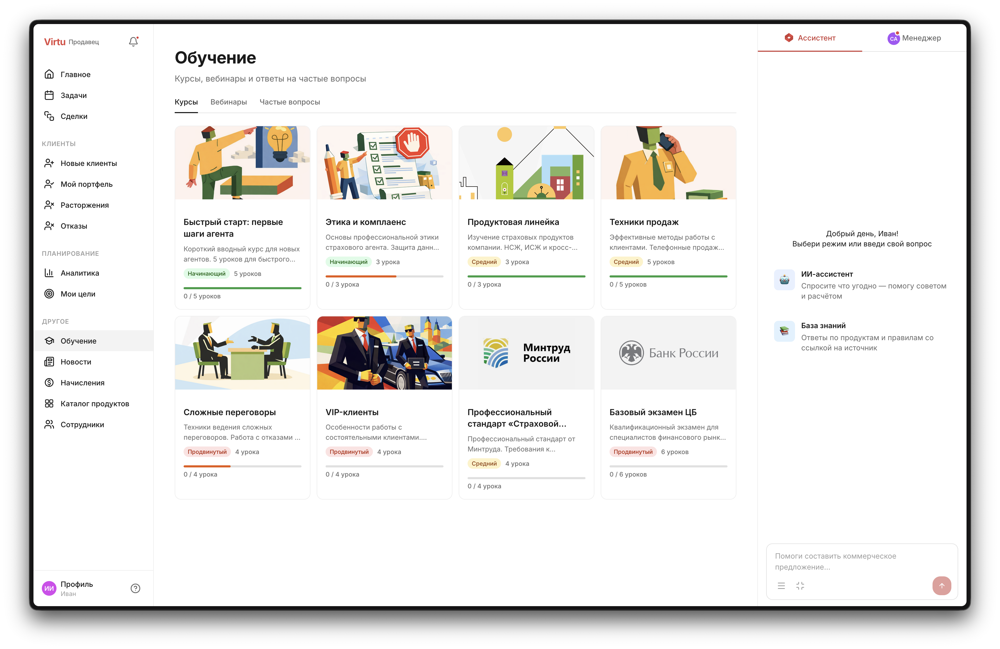 Virtu Продавец
Главное
Задачи
Сделки
КЛИЕНТЫ
Новые клиенты
Мой портфель
Расторжения
Отказы
ПЛАНИРОВАНИЕ
Аналитика
Мои цели
ДРУГОЕ
Обучение
Новости
Начисления
Каталог продуктов
Сотрудники
ИИ
Профиль
Иван
Обучение
Курсы, вебинары и ответы на частые вопросы
Курсы
Вебинары
Частые вопросы
Быстрый старт: первые
шаги агента
Короткий вводный курс для новых
агентов. 5 уроков для быстрого...
Начинающий 5 уроков
0 / 5 уроков
Этика и комплаенс
Основы профессиональной этики
страхового агента. Защита данн...
Начинающий 3 урока
0 / 3 урока
Продуктовая линейка
Изучение страховых продуктов
компании. НСЖ, ИСЖ и кросс-...
Средний 3 урока
0 / 3 урока
Техники продаж
Эффективные методы работы с
клиентами. Телефонные продаж...
Средний 5 уроков
0 / 5 уроков
Сложные переговоры
Техники ведения сложных
переговоров. Работа с отказами ...
Продвинутый 4 урока
0 / 4 урока
VIP-клиенты
Особенности работы с
состоятельными клиентами....
Продвинутый 4 урока
0 / 4 урока
Минтруд
России
Профессиональный
стандарт «Страховой...
Профессиональный стандарт от
Минтруда. Требования к...
Средний 4 урока
0 / 4 урока
Банк России
Базовый экзамен ЦБ
Квалификационный экзамен для
специалистов финансового рынк...
Продвинутый 6 уроков
0 / 6 уроков
Ассистент
СА Менеджер
Добрый день, Иван!
Выбери режим или введи свой вопрос
ИИ-ассистент
Спросите что угодно — помогу советом
и расчётом
База знаний
Ответы по продуктам и правилам со
ссылкой на источник
Помоги составить коммерческое
предложение...